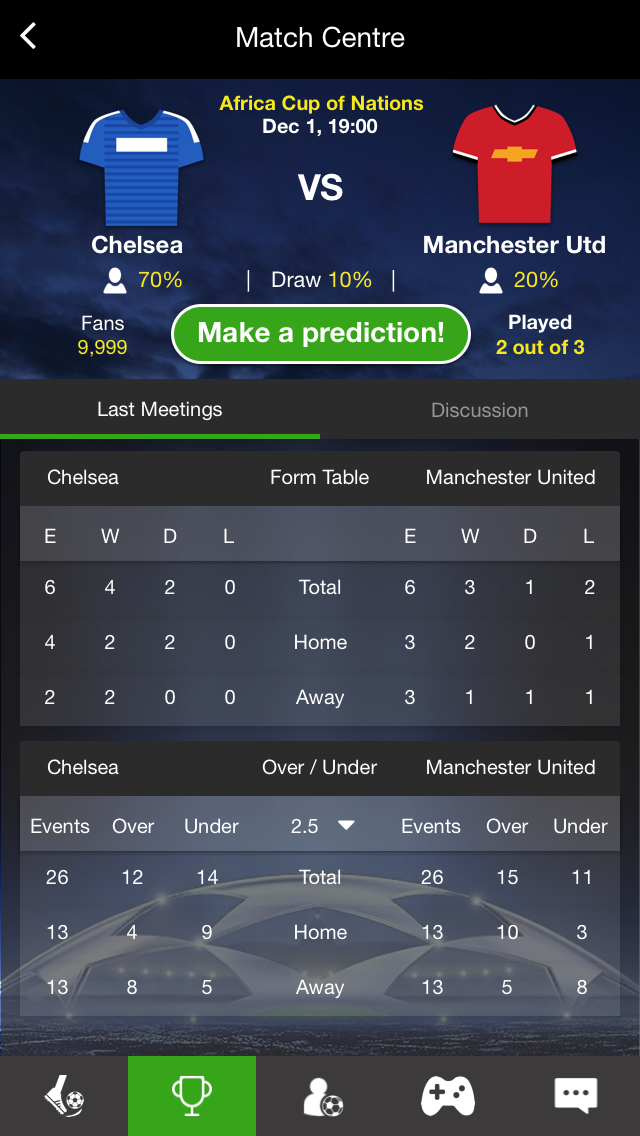 Match Centre
Africa Cup of Nations
Dec 1, 19:00
VS
Chelsea
Manchester Utd
70% | Draw 10% | 20%
Fans
9,999
Make a prediction!
Played
2 out of 3
Last Meetings Discussion
Chelsea Form Table Manchester United
E W D L E W D L
6 4 2 0 Total 6 3 1 2
4 2 2 0 Home 3 2 0 1
2 2 0 0 Away 3 1 1 1
Chelsea Over / Under Manchester United
Events Over Under 2.5 Events Over Under
26 12 14 Total 26 15 11
13 4 9 Home 13 10 3
13 8 5 Away 13 5 8